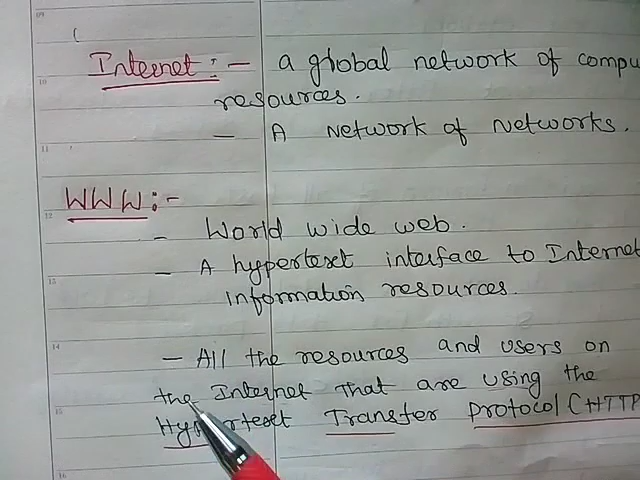 Internet :- a global network of compu
resources.
- A Network of Networks.
WWW :-
- World wide web.
- A hypertext interface to Internet
Information resources.
- All the resources and users on
the Internet that are using the
Hypertext Transfer Protocol (HTTP